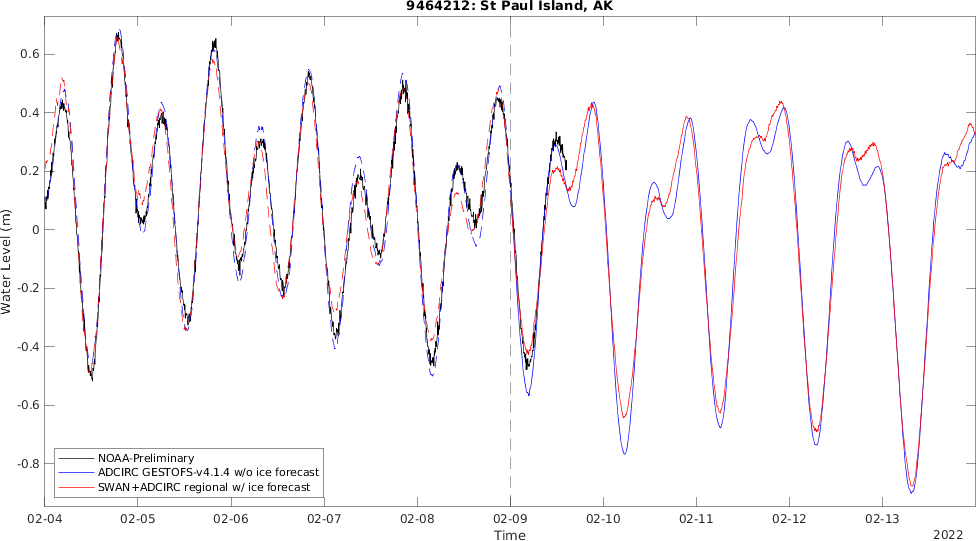 9464212: St Paul Island, AK
Water Level (m)
0.6
0.4
0.2
0
-0.2
-0.4
-0.6
-0.8
NOAA-Preliminary
ADCIRC GESTOFS-v4.1.4 w/o ice forecast
SWAN+ADCIRC regional w/ ice forecast
02-04 02-05 02-06 02-07 02-08 02-09 02-10 02-11 02-12 02-13
Time
2022